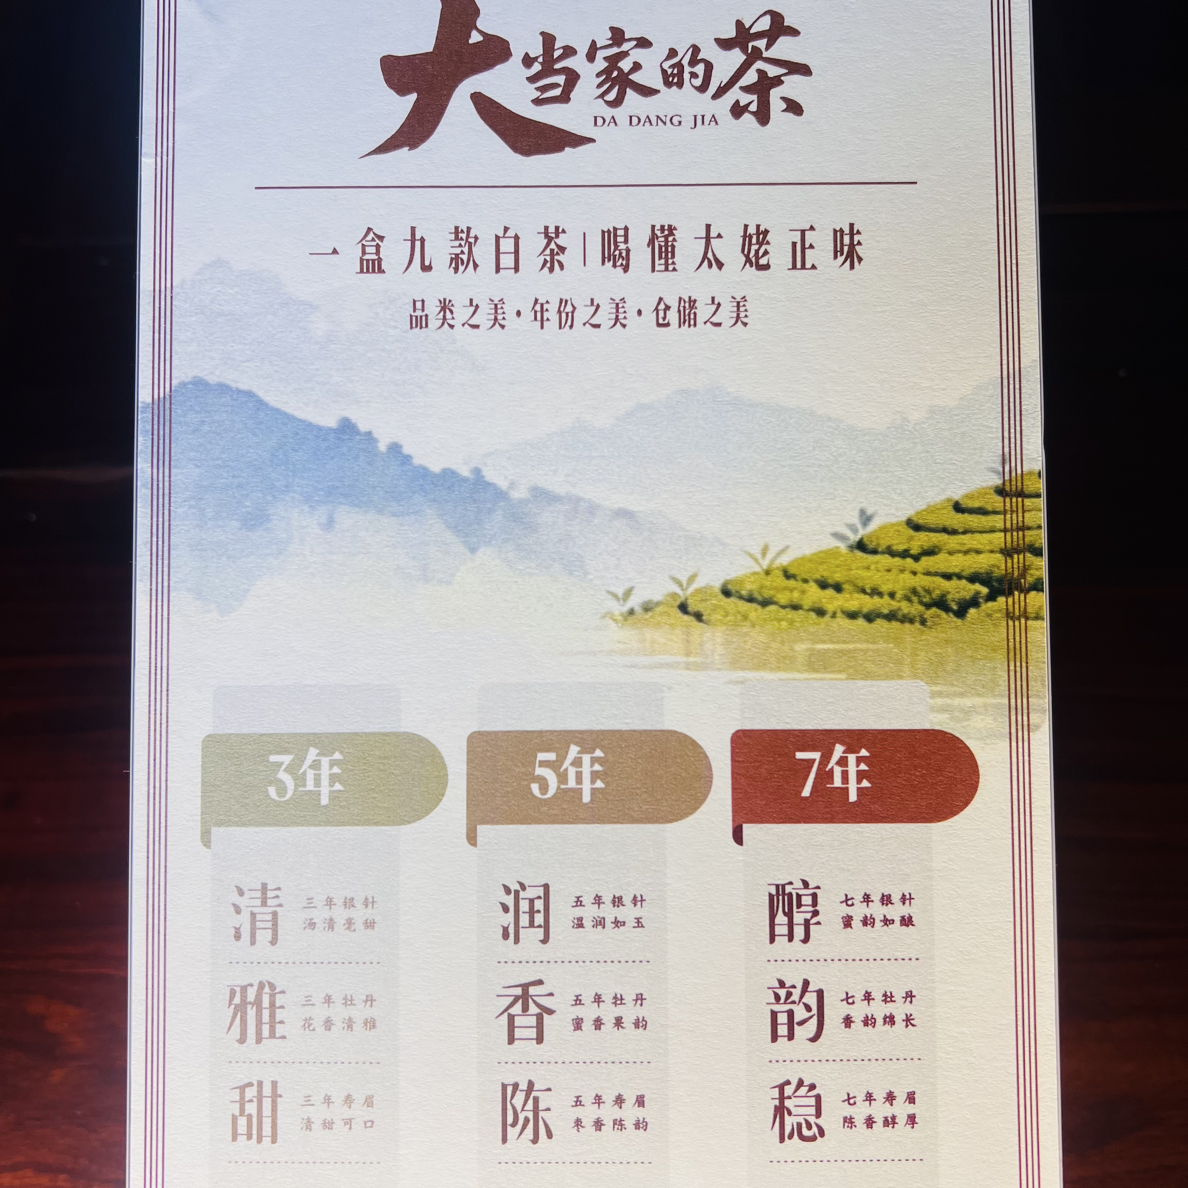 大当家的茶
DA DANG JIA
一盒九款白茶|喝懂太姥正味
品类之美·年份之美·仓储之美
3年
清
三年银针
汤清毫甜
雅
三年牡丹
花香清雅
甜
三年寿眉
清甜可口
5年
润
五年银针
温润如玉
香
五年牡丹
蜜香果韵
陈
五年寿眉
枣香陈韵
7年
醇
七年银针
蜜韵如酿
韵
七年牡丹
香韵绵长
稳
七年寿眉
陈香醇厚